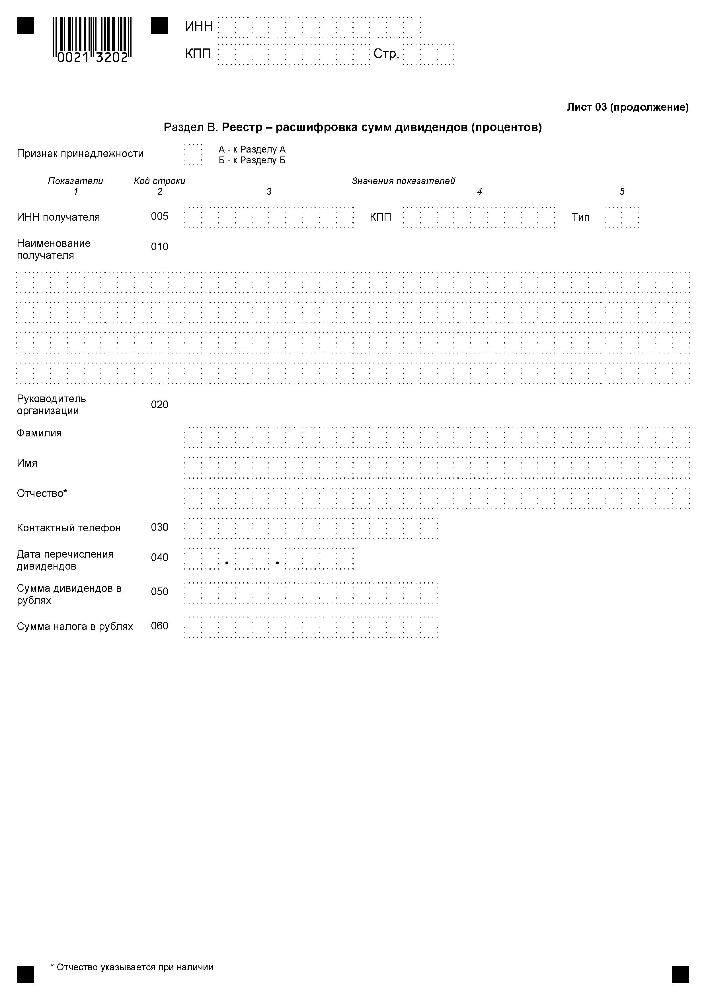 0021 3202
ИНН
КПП Стр.
Лист 03 (продолжение)
Раздел В. Реестр – расшифровка сумм дивидендов (процентов)
Признак принадлежности
А - к Разделу А
Б - к Разделу Б
Показатели Код строки Значения показателей
1 2 3 4 5
ИНН получателя 005 КПП Тип
Наименование
получателя
010
Руководитель
организации
020
Фамилия
Имя
Отчество*
Контактный телефон 030
Дата перечисления
дивидендов
040
Сумма дивидендов в
рублях
050
Сумма налога в рублях 060
* Отчество указывается при наличии